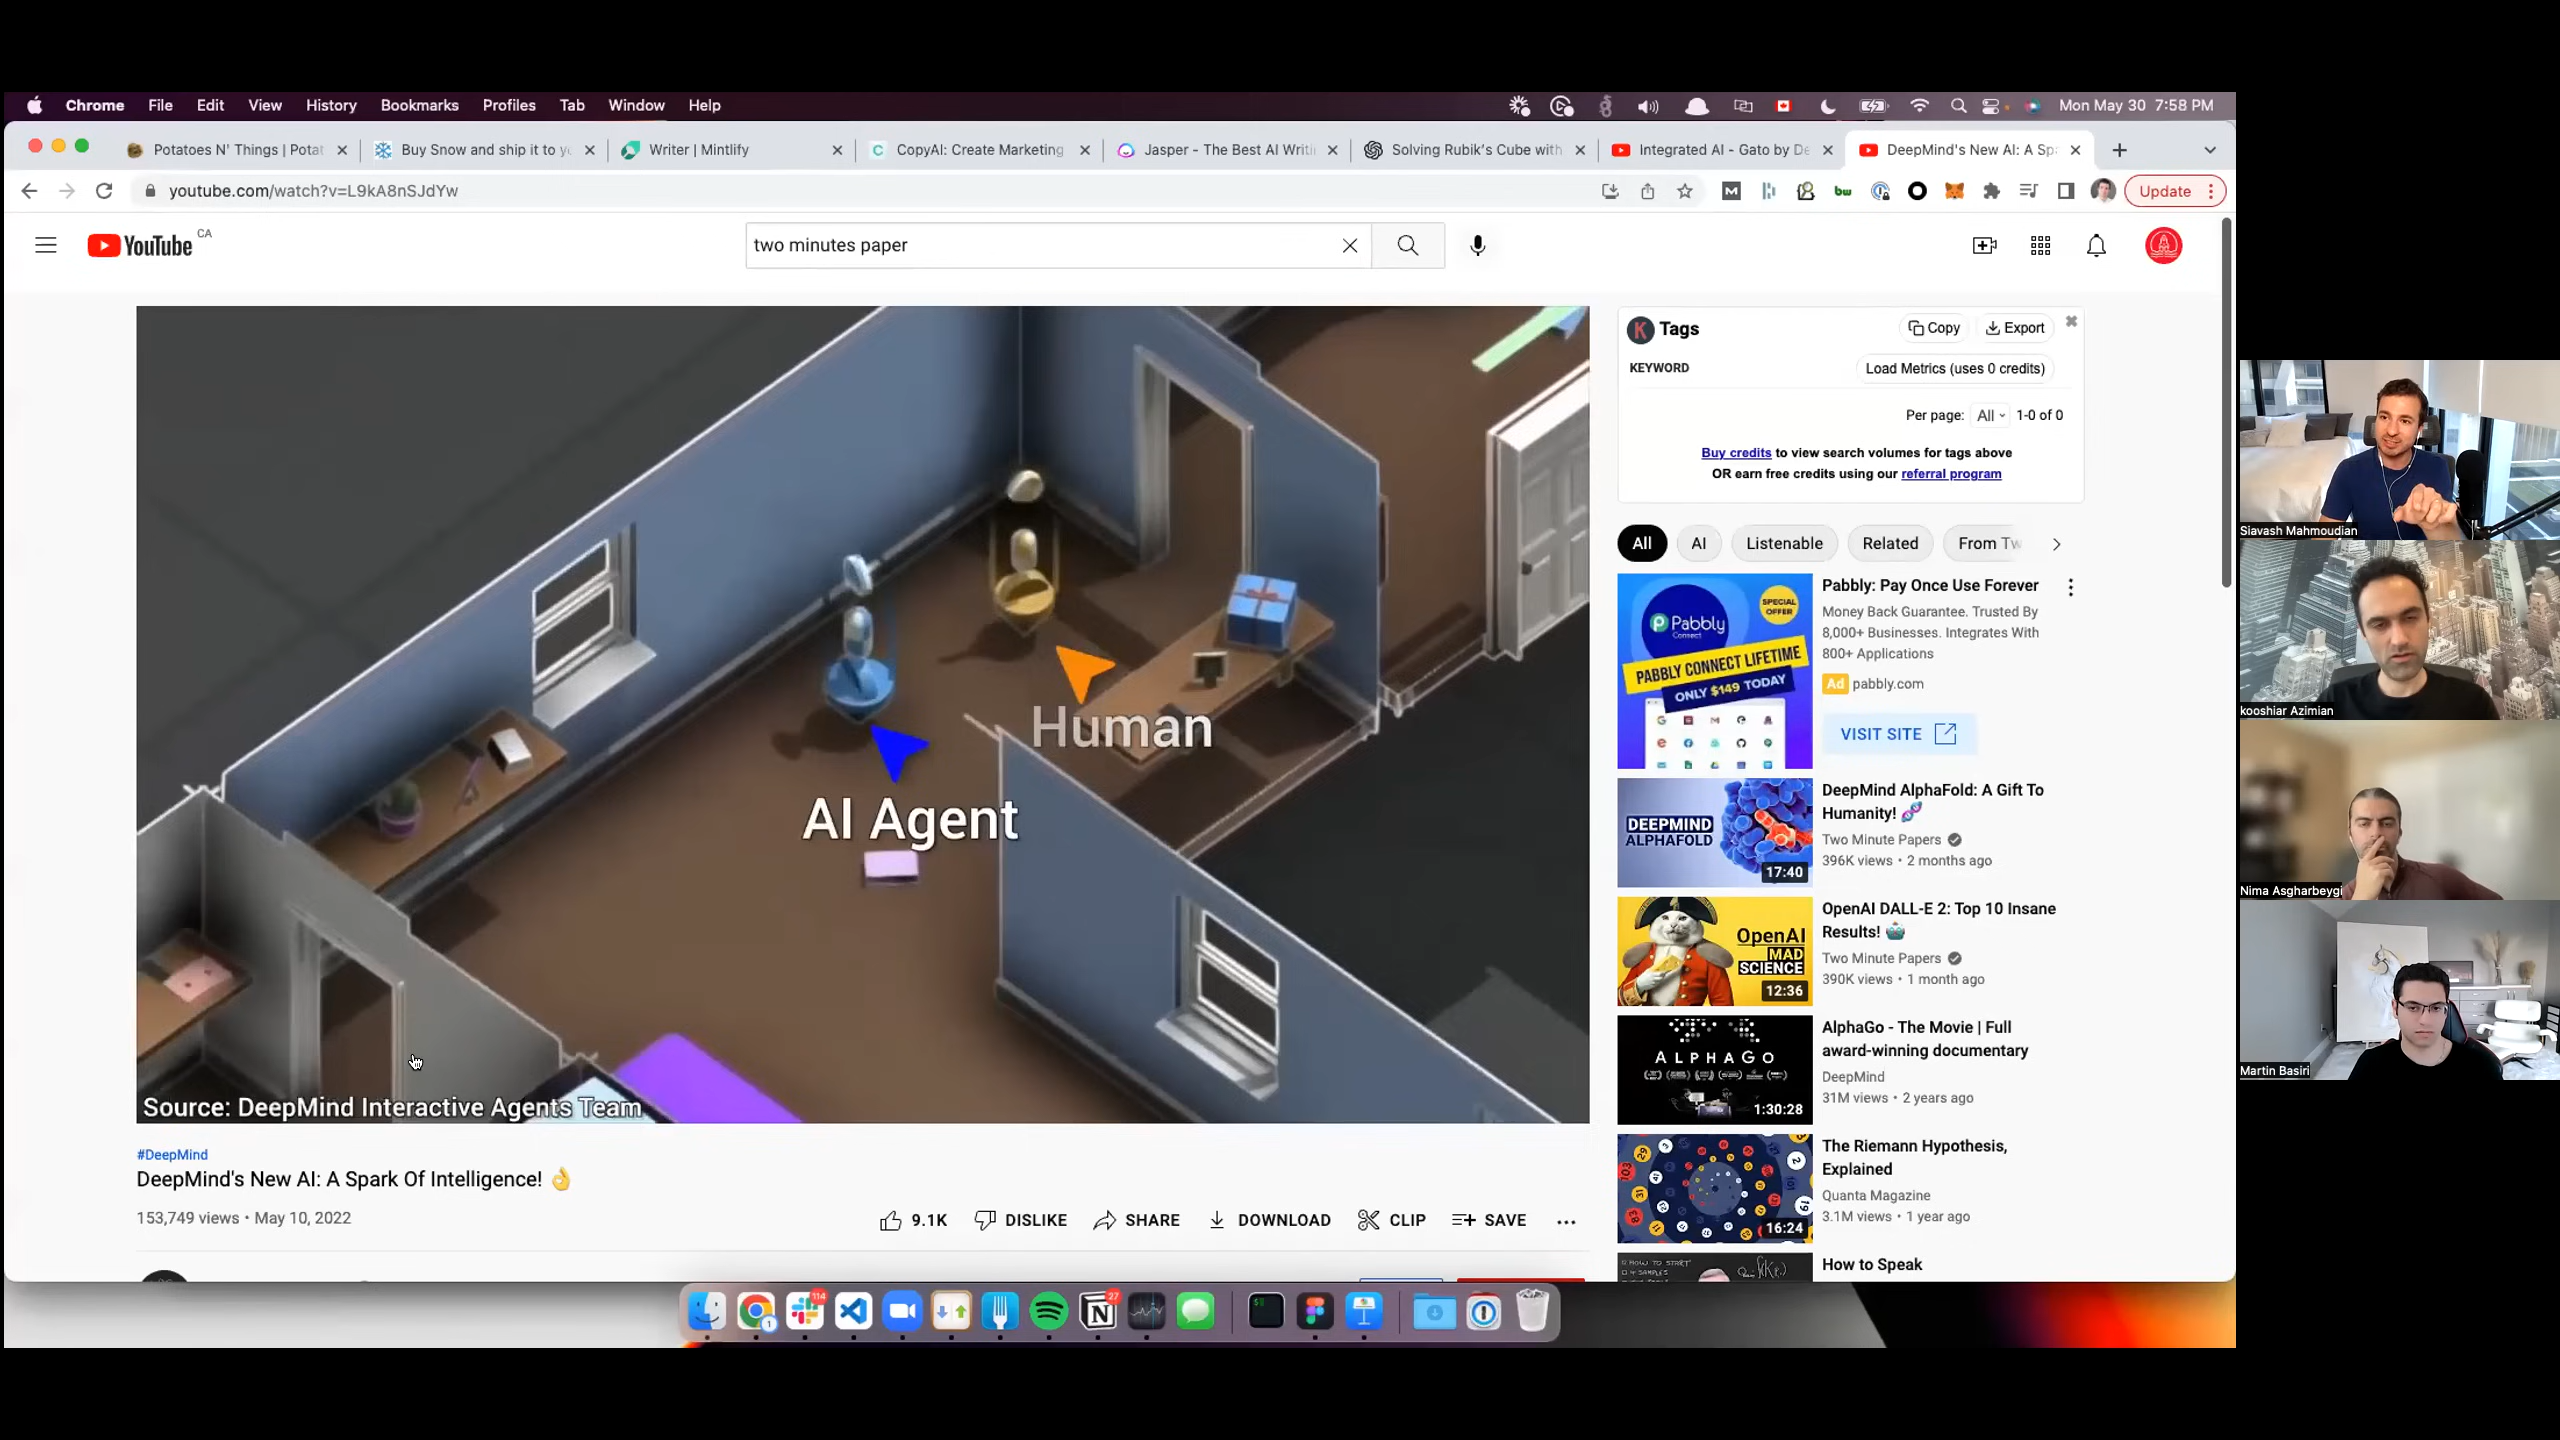 Chrome File Edit View History Bookmarks Profiles Tab Window Help
Mon May 30 7:58 PM
Potatoes N' Things | Potat
Buy Snow and ship it to yo
Writer | Mintlify
CopyAI: Create Marketing
Jasper - The Best AI Writi
Solving Rubik's Cube with
Integrated AI - Gato by De
DeepMind's New AI: A Sp
youtube.com/watch?v=L9kA8nSJdYw
Update
YouTube CA
two minutes paper
AI Agent
Human
Source: DeepMind Interactive Agents Team
#DeepMind
DeepMind's New AI: A Spark Of Intelligence! 👌
153,749 views • May 10, 2022
9.1K DISLIKE SHARE DOWNLOAD CLIP SAVE
K Tags
Copy Export
KEYWORD
Load Metrics (uses 0 credits)
Per page: All 1-0 of 0
Buy credits to view search volumes for tags above
OR earn free credits using our referral program
All AI Listenable Related From Tw
Pabbly Connect
SPECIAL OFFER
PABBLY CONNECT LIFETIME
ONLY $149 TODAY
Pabbly: Pay Once Use Forever
Money Back Guarantee. Trusted By
8,000+ Businesses. Integrates With
800+ Applications
Ad pabbly.com
VISIT SITE
DEEPMIND
ALPHAFOLD
17:40
DeepMind AlphaFold: A Gift To
Humanity! 🧬
Two Minute Papers
396K views • 2 months ago
OpenAI
MAD
SCIENCE
12:36
OpenAI DALL-E 2: Top 10 Insane
Results! 🤖
Two Minute Papers
390K views • 1 month ago
ALPHAGO
1:30:28
AlphaGo - The Movie | Full
award-winning documentary
DeepMind
31M views • 2 years ago
16:24
The Riemann Hypothesis,
Explained
Quanta Magazine
3.1M views • 1 year ago
How to Speak
114
27
1
Siavash Mahmoudian
kooshiar Azimian
Nima Asgharbeygi
Martin Basiri